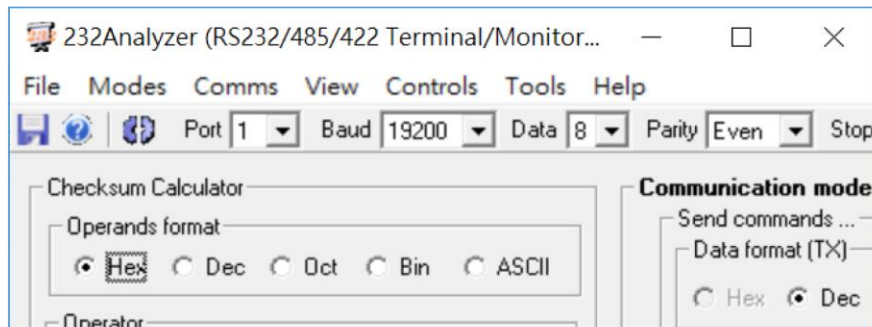 232Analyzer (RS232/485/422 Terminal/Monitor...
File Modes Comms View Controls Tools Help
Port 1 Baud 19200 Data 8 Parity Even Stop
Checksum Calculator
Operands format
Hex Dec Oct Bin ASCII
Operator
Communication mode
Send commands ...
Data format (TX)
Hex Dec